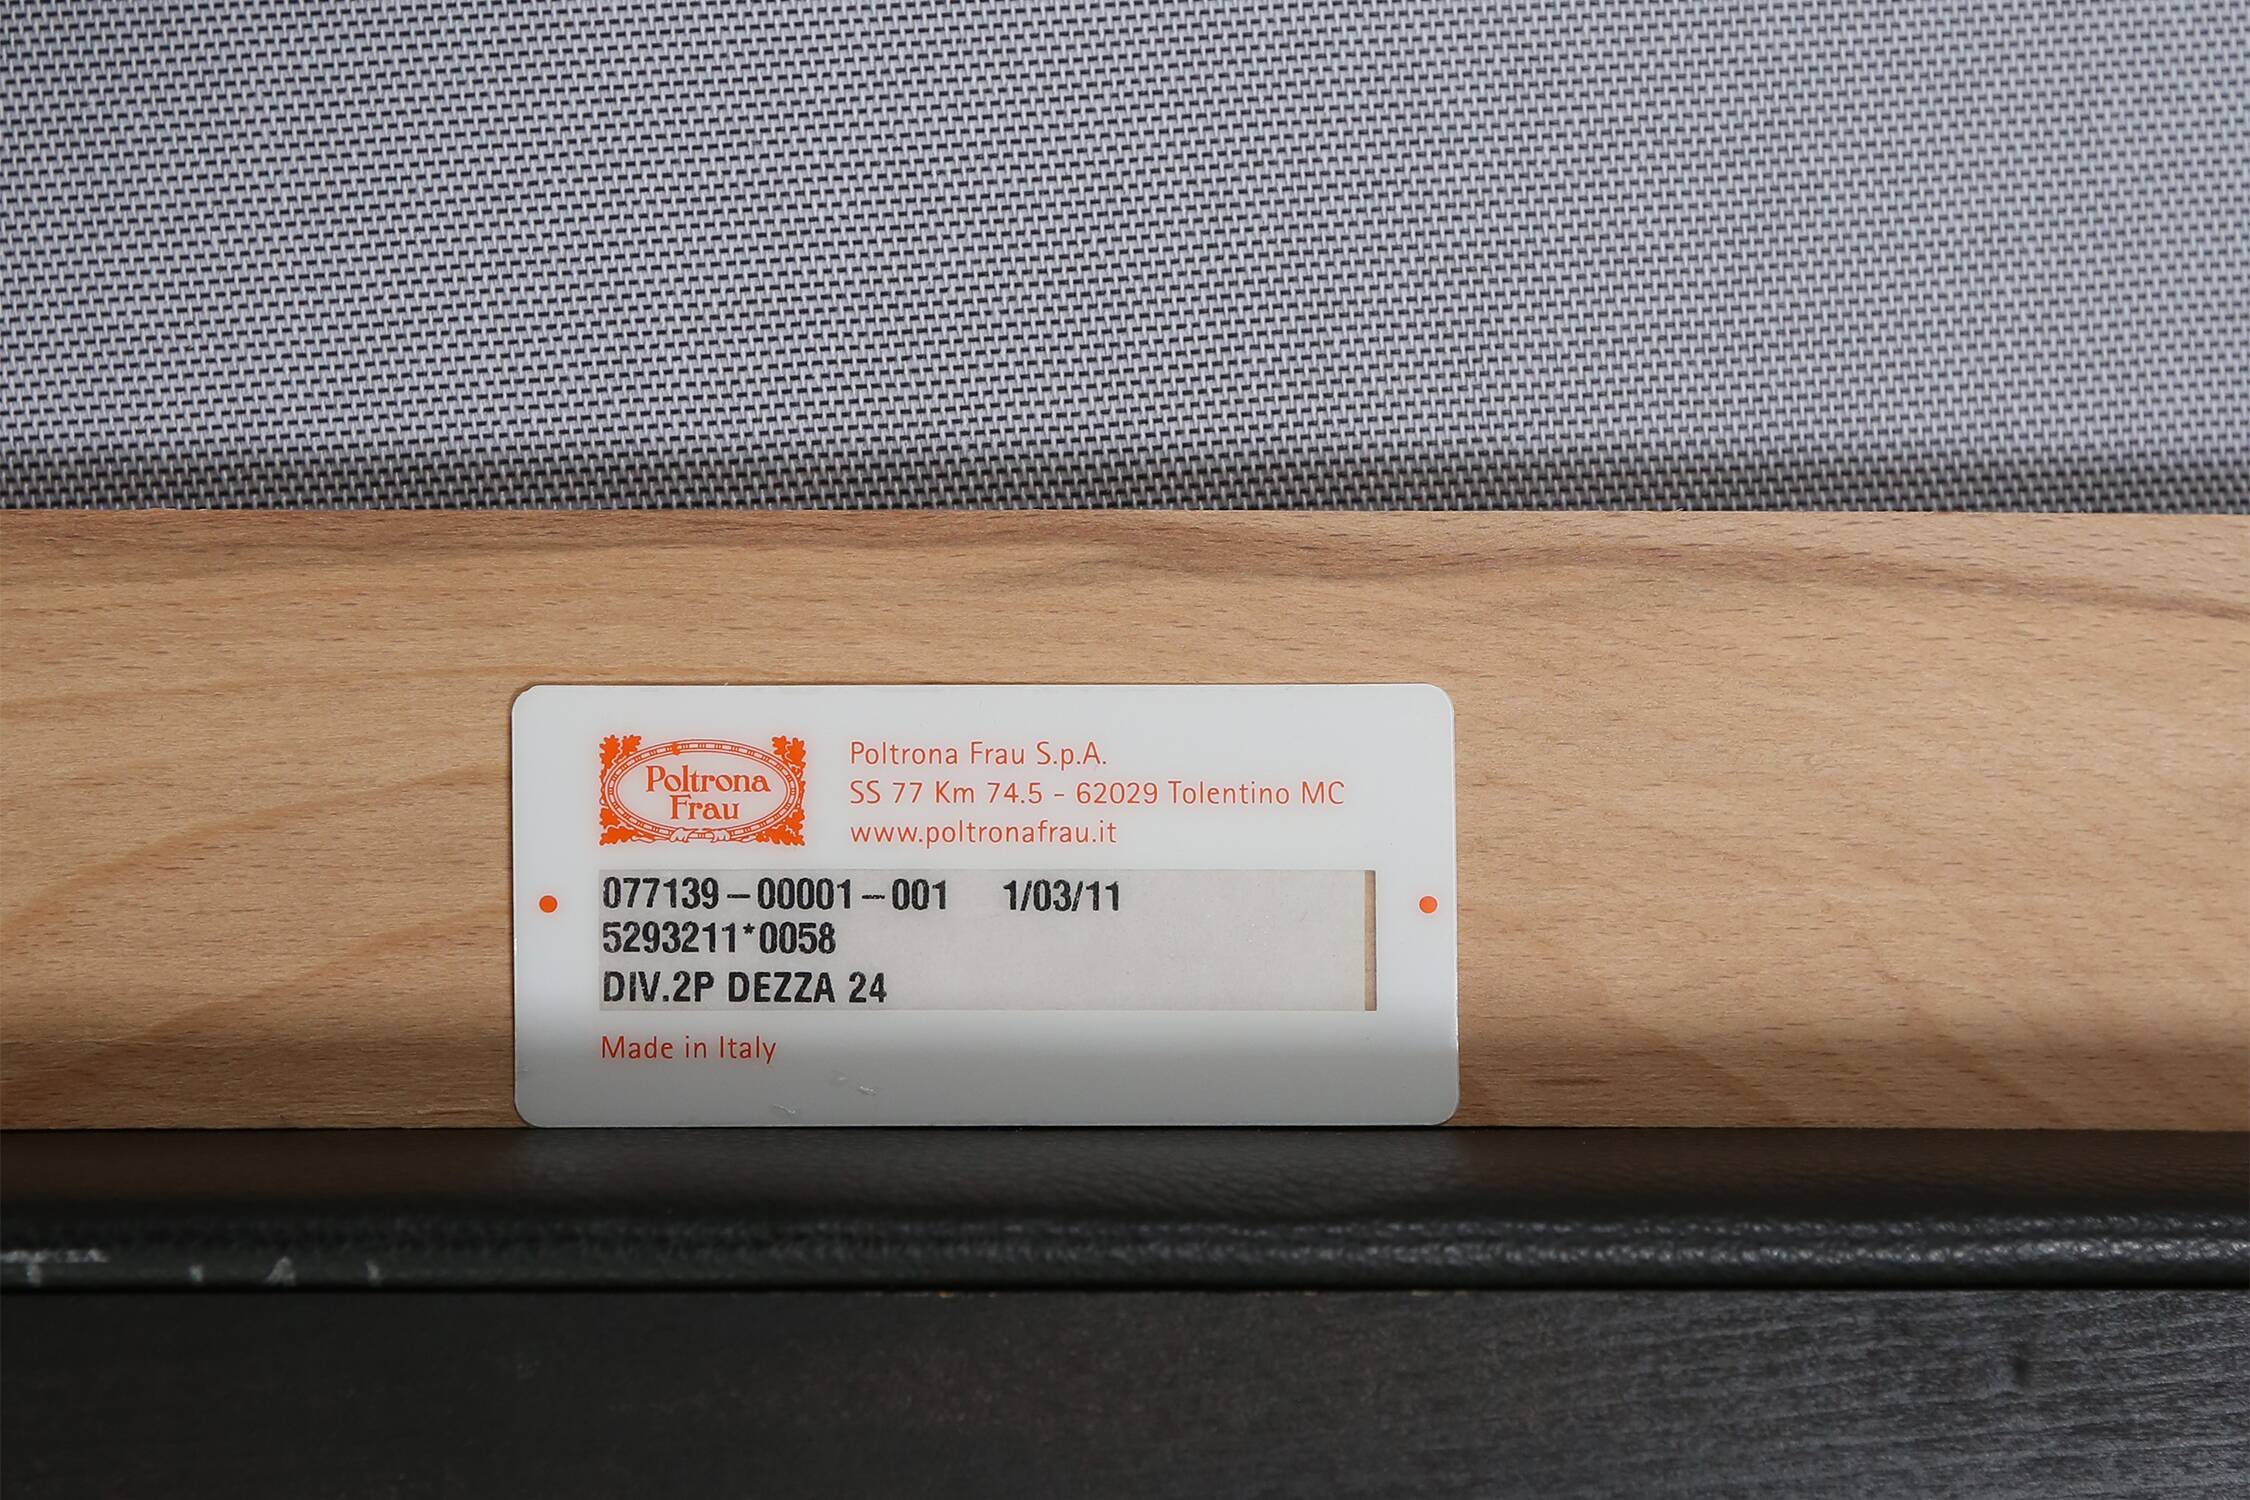 Poltrona
Frau
Poltrona Frau S.p.A.
SS 77 Km 74.5 - 62029 Tolentino MC
www.poltronafrau.it
077139-00001-001 1/03/11
5293211*0058
DIV.2P DEZZA 24
Made in Italy